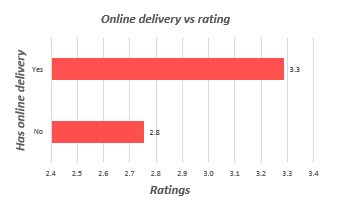 Online delivery vs rating
Has online delivery
Yes
3.3
No
2.8
2.4 2.5 2.6 2.7 2.8 2.9 3.0 3.1 3.2 3.3 3.4
Ratings